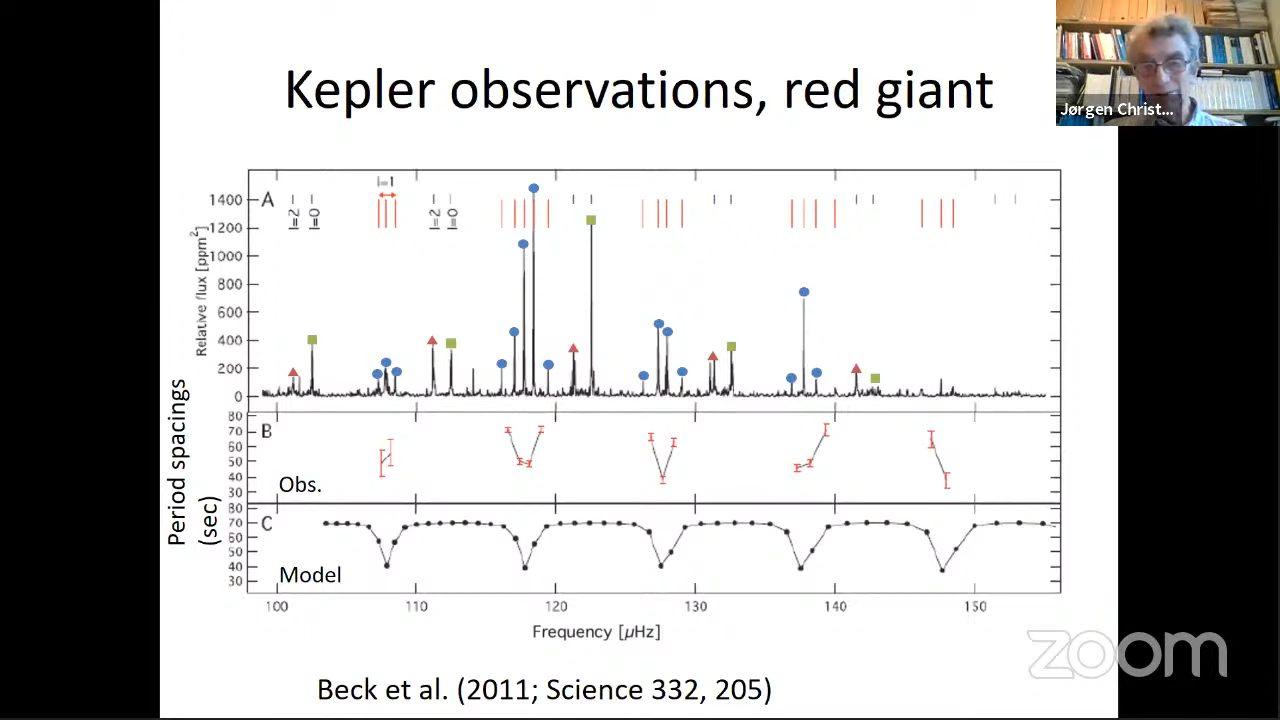 Kepler observations, red giant
Jørgen Christ...
A
l=1
l=2
l=0
l=2
l=0
1400
1200
1000
800
600
400
200
0
Relative flux [ppm²]
B
80
70
60
50
40
30
Obs.
Period spacings
(sec)
C
80
70
60
50
40
30
Model
100 110 120 130 140 150
Frequency [µHz]
zoom
Beck et al. (2011; Science 332, 205)